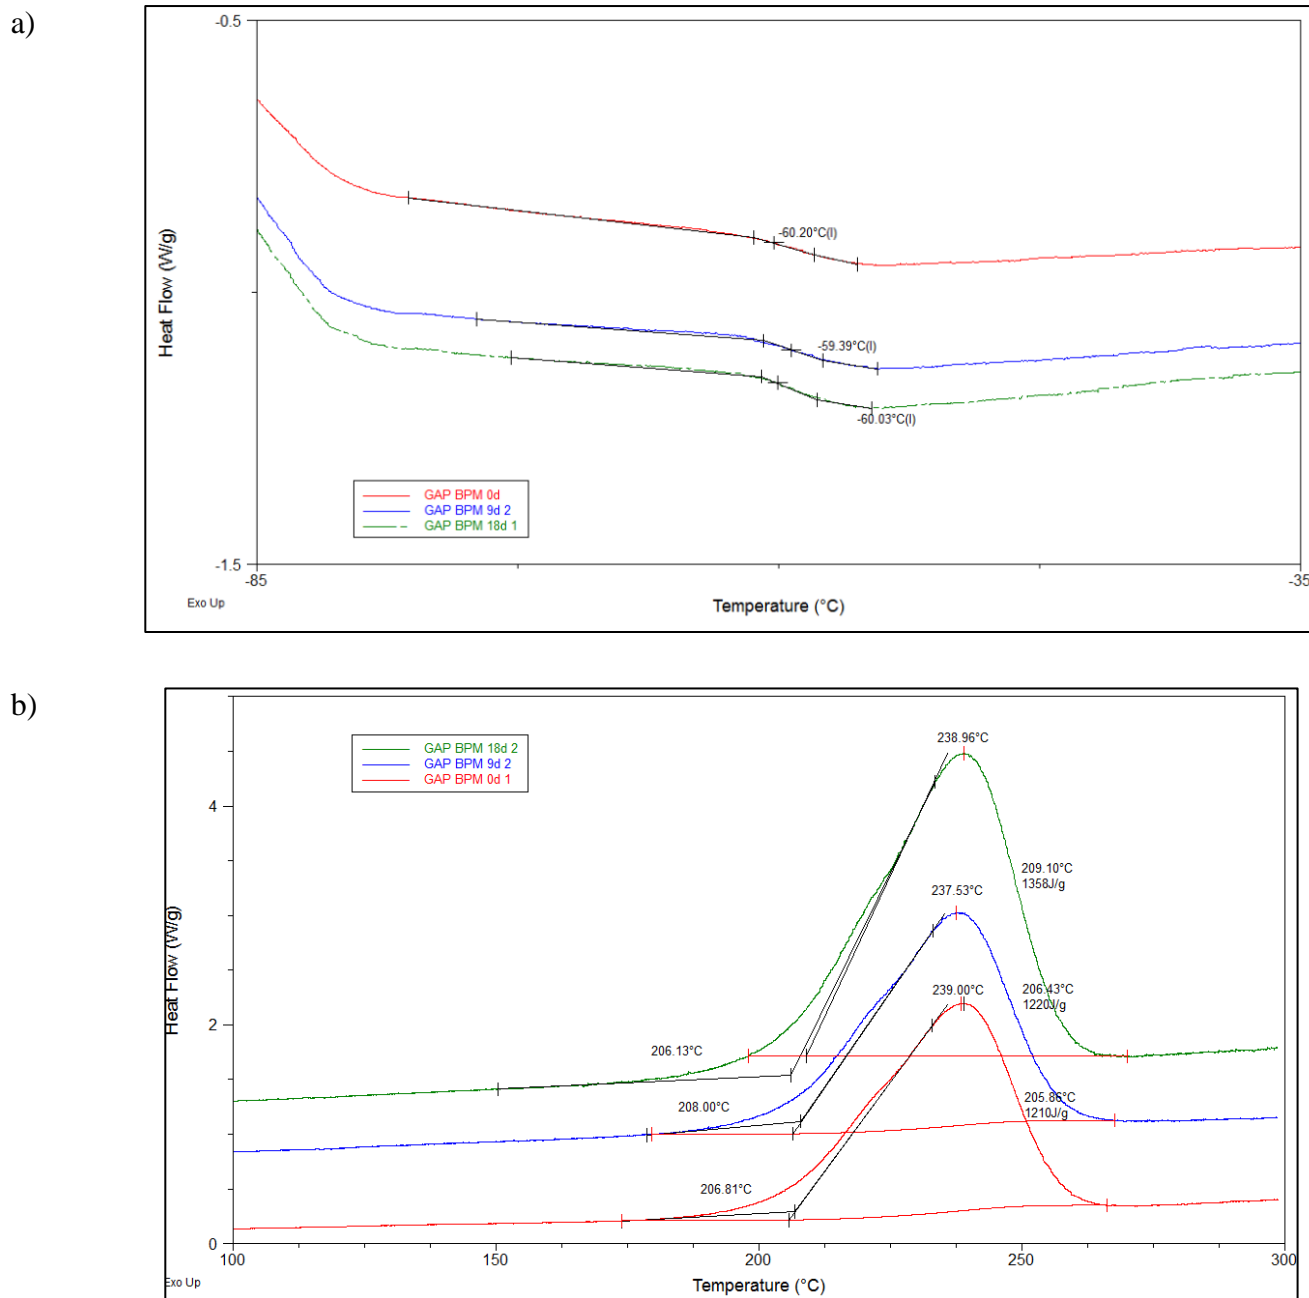 a)
-0.5
Heat Flow (W/g)
-60.20°C(I)
-59.39°C(I)
-60.03°C(I)
GAP BPM 0d
GAP BPM 9d 2
GAP BPM 18d 1
-1.5
-85
-35
Exo Up
Temperature (°C)
b)
GAP BPM 18d 2
GAP BPM 9d 2
GAP BPM 0d 1
238.96°C
4
209.10°C
1358J/g
237.53°C
Heat Flow (W/g)
239.00°C
206.43°C
1220J/g
2
206.13°C
205.86°C
1210J/g
208.00°C
206.81°C
0
100
150
200
250
300
Exo Up
Temperature (°C)